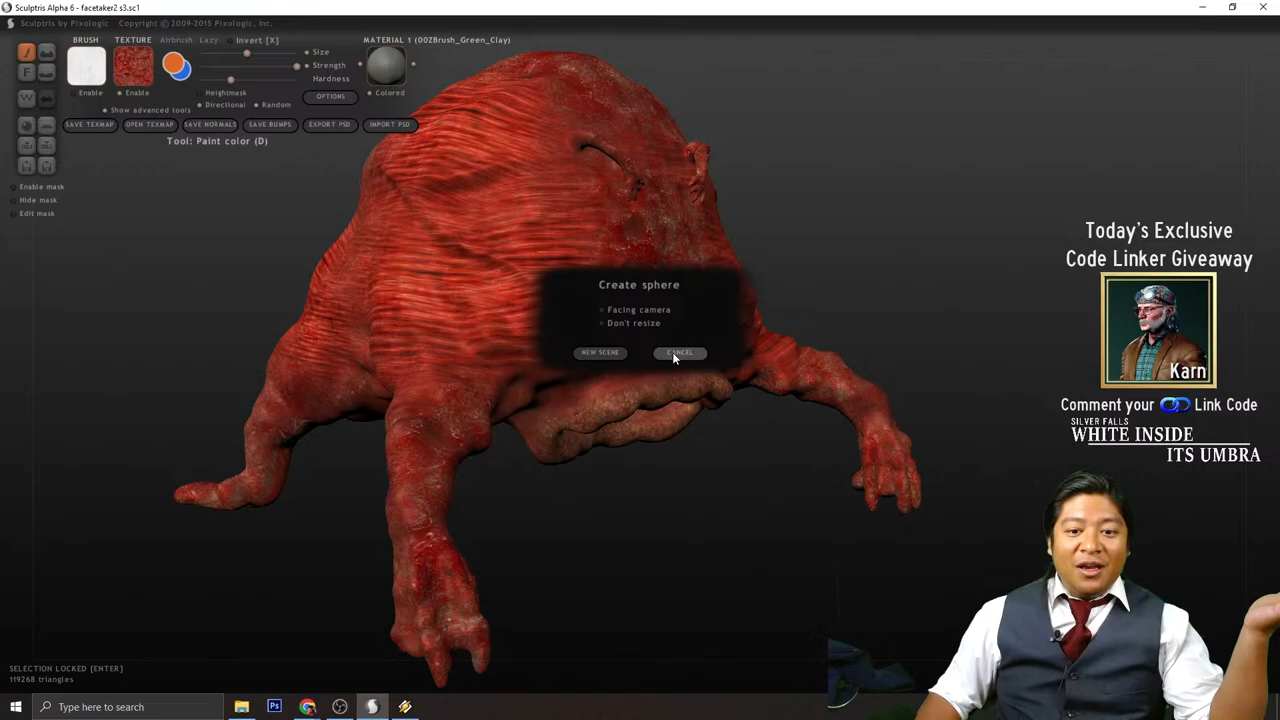 Sculptris Alpha 6 - facetaker2 s3.sc1
Sculptris by Pixologic Copyright © 2009-2015 Pixologic, Inc.
BRUSH TEXTURE Airbrush Lazy Invert [X]
MATERIAL 1 (00ZBrush_Green_Clay)
Size
Strength
Hardness
Enable Enable Heightmask
Colored
Directional Random
OPTIONS
Show advanced tools
SAVE TEXMAP OPEN TEXMAP SAVE NORMALS SAVE BUMPS EXPORT PSD IMPORT PSD
Tool: Paint color (D)
F
OBJ OBJ
Enable mask
Hide mask
Edit mask
Create sphere
Facing camera
Don't resize
NEW SCENE CANCEL
Today's Exclusive
Code Linker Giveaway
Karn
Comment your Link Code
SILVER FALLS
WHITE INSIDE
ITS UMBRA
SELECTION LOCKED [ENTER]
119268 triangles
Type here to search
Ps